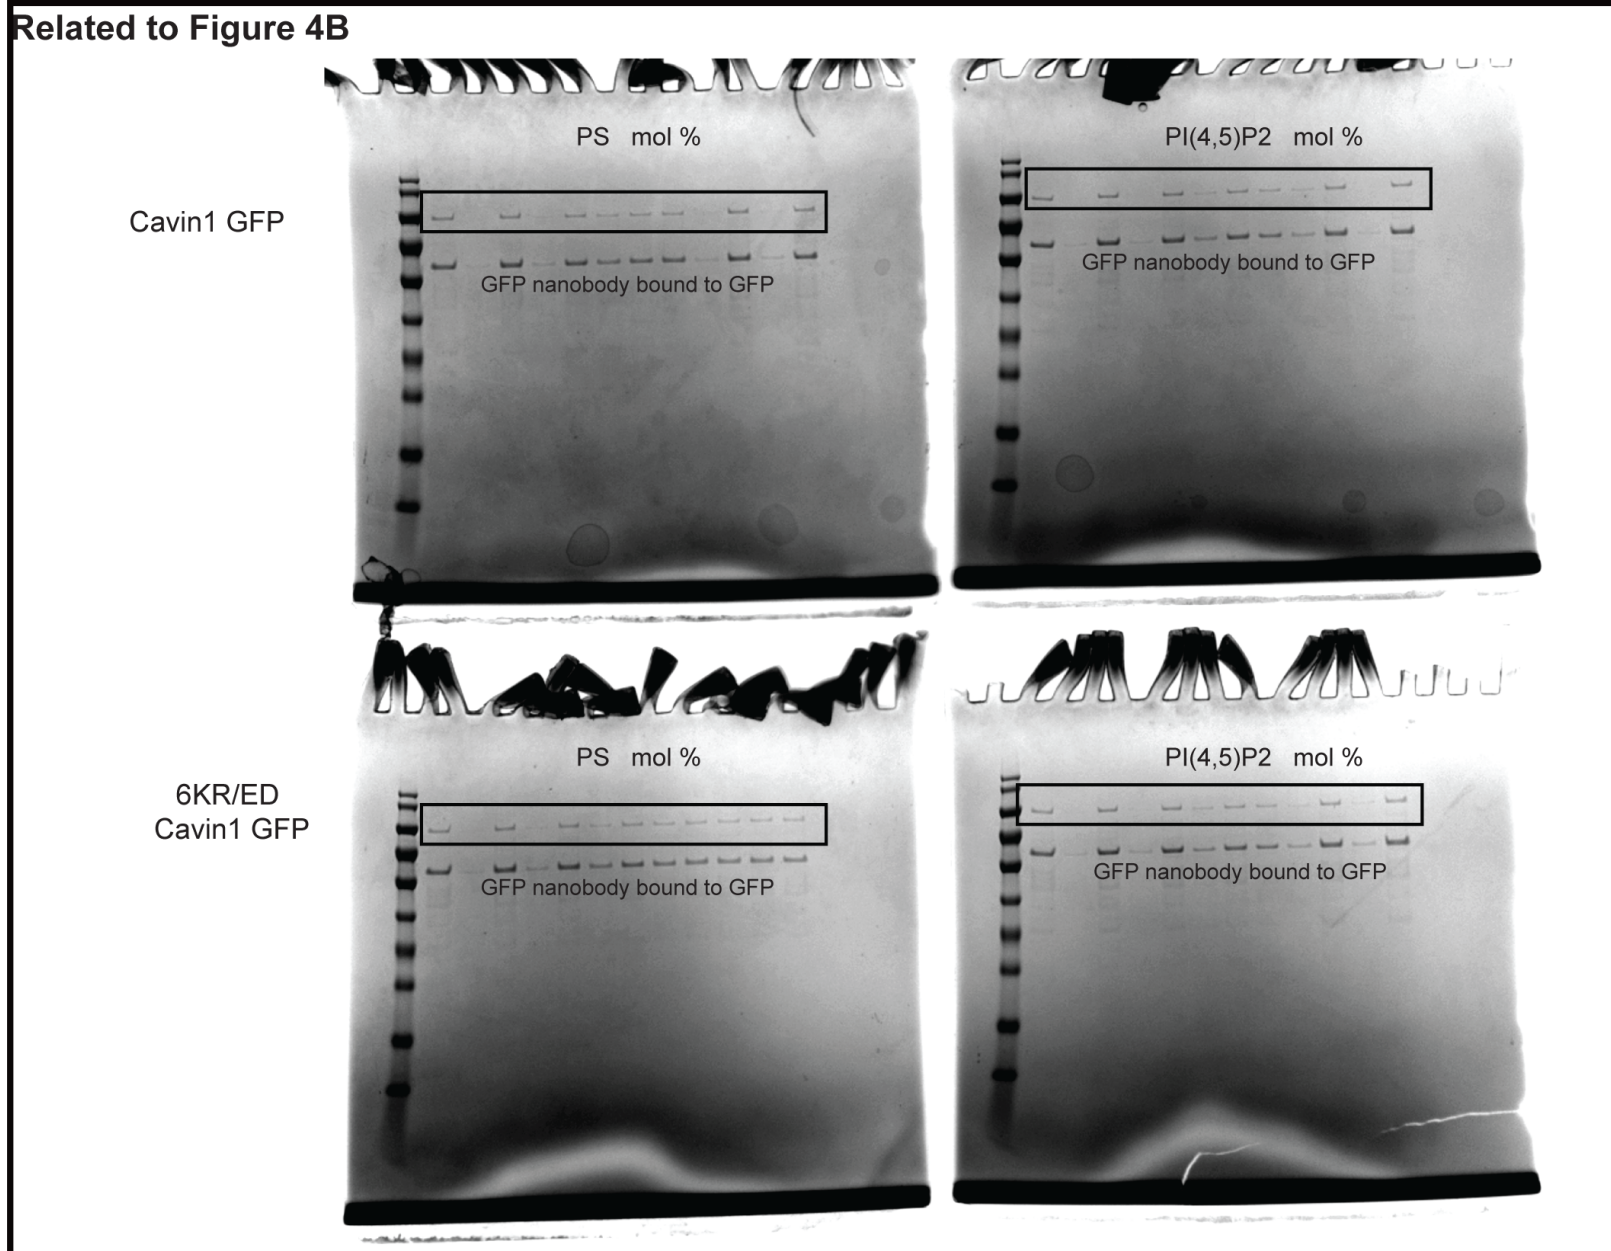 Related to Figure 4B
PS mol %
PI(4,5)P2 mol %
Cavin1 GFP
GFP nanobody bound to GFP
GFP nanobody bound to GFP
PS mol %
PI(4,5)P2 mol %
6KR/ED
Cavin1 GFP
GFP nanobody bound to GFP
GFP nanobody bound to GFP